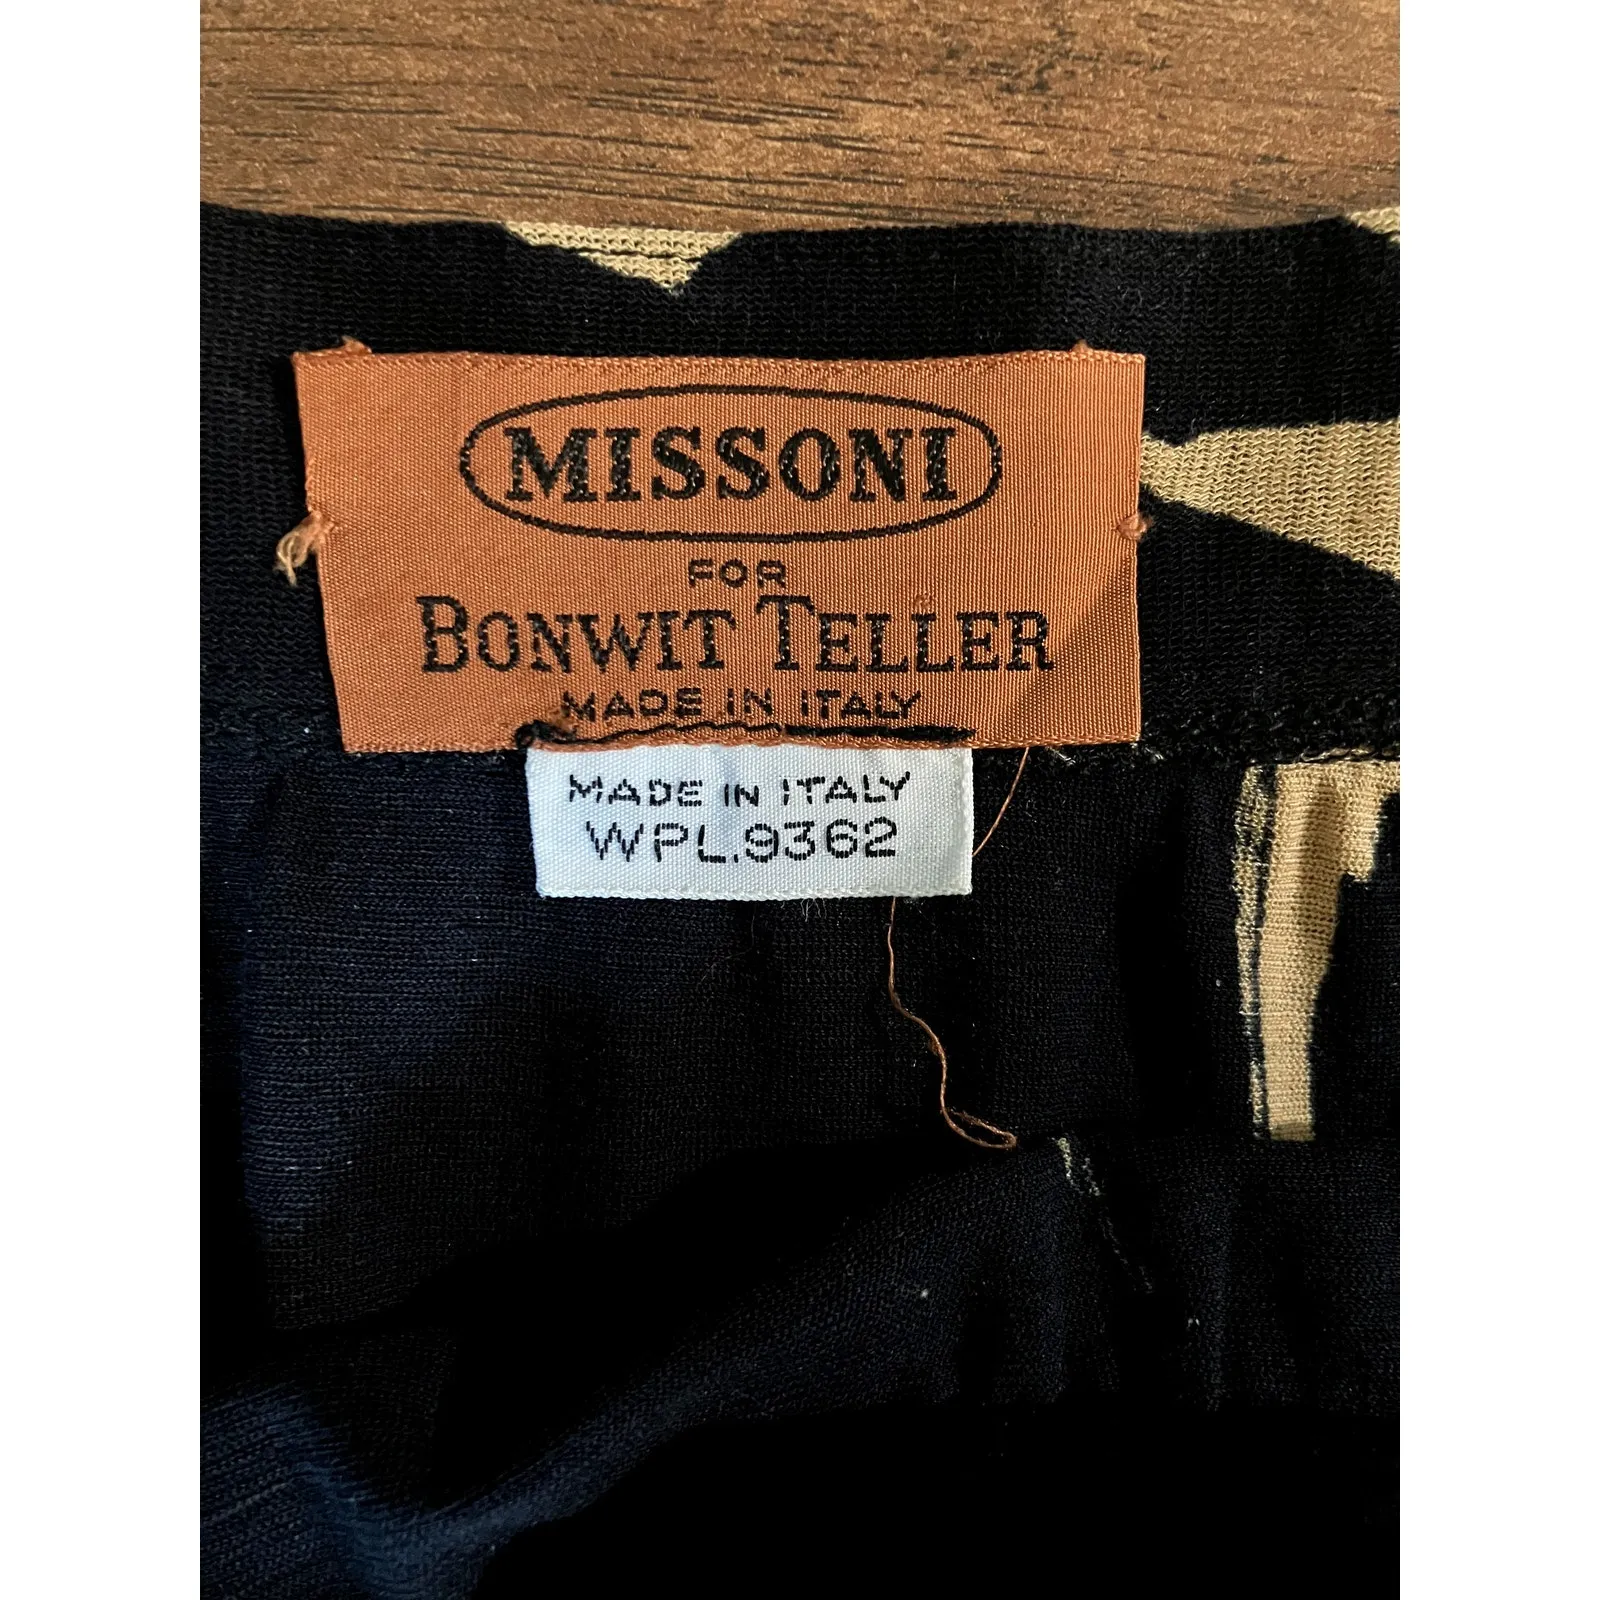 MISSONI
FOR
BONWIT TELLER
MADE IN ITALY
MADE IN ITALY
WPL.9362